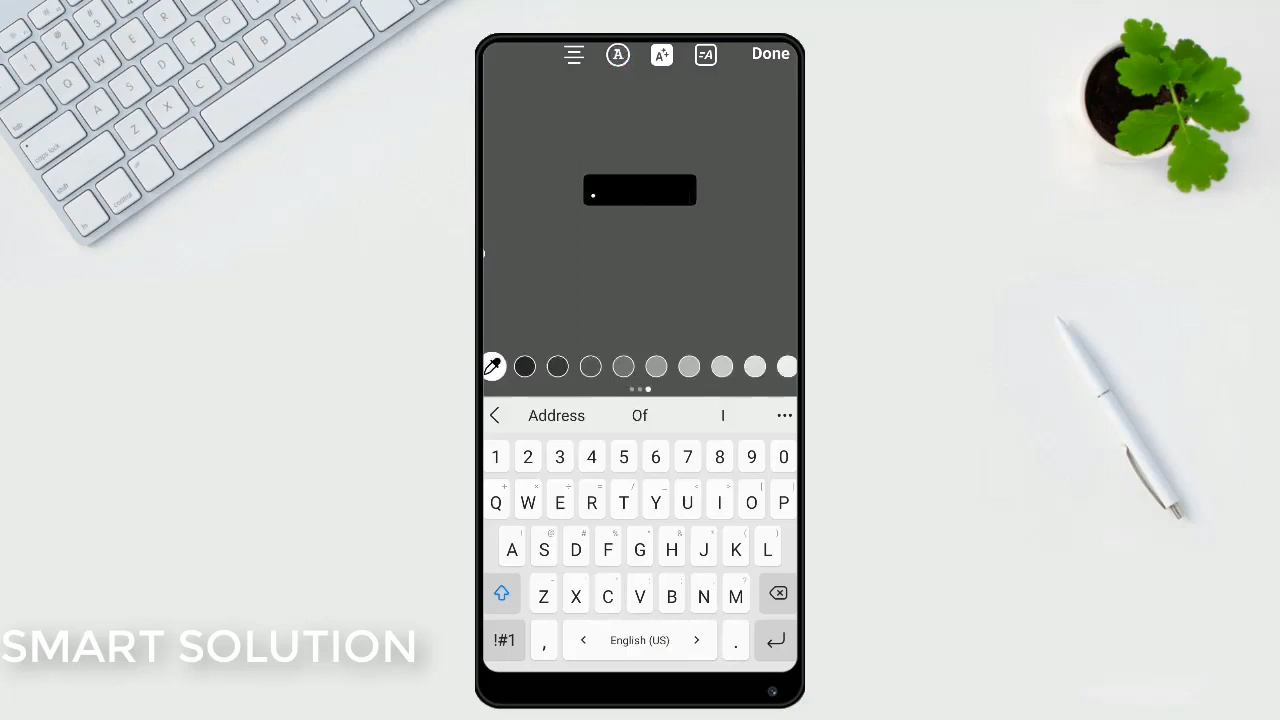 Done
.
Address Of I
1 2 3 4 5 6 7 8 9 0
Q W E R T Y U I O P
A S D F G H J K L
Z X C V B N M
!#1 , < English (US) > .
SMART SOLUTION